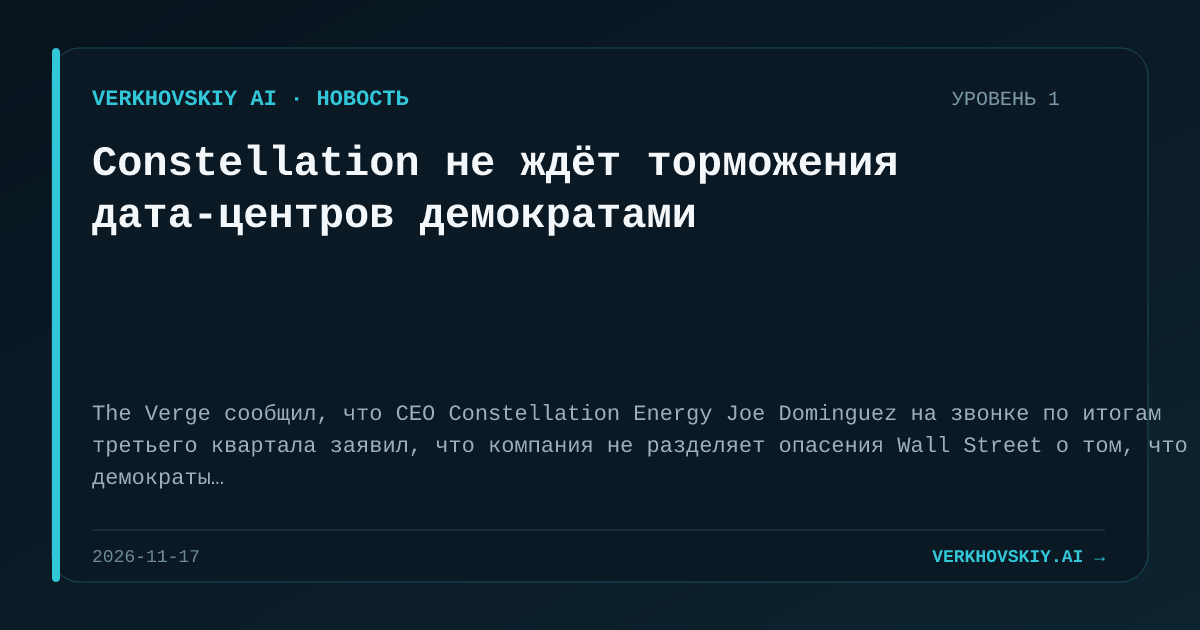 VERKHOVSKIY AI · НОВОСТЬ
УРОВЕНЬ 1
Constellation не ждёт торможения
дата-центров демократами
The Verge сообщил, что CEO Constellation Energy Joe Dominguez на звонке по итогам
третьего квартала заявил, что компания не разделяет опасения Wall Street о том, что
демократы…
2026-11-17
VERKHOVSKIY.AI →